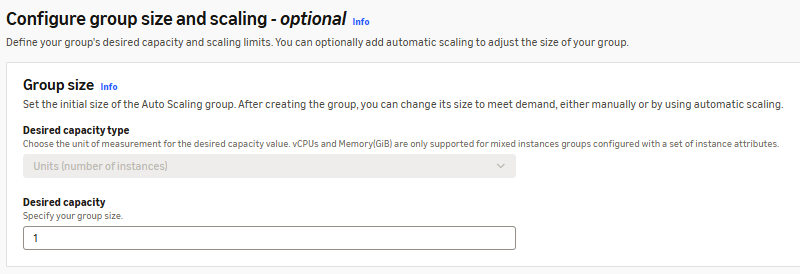 Configure group size and scaling - optional Info
Define your group's desired capacity and scaling limits. You can optionally add automatic scaling to adjust the size of your group.
Group size Info
Set the initial size of the Auto Scaling group. After creating the group, you can change its size to meet demand, either manually or by using automatic scaling.
Desired capacity type
Choose the unit of measurement for the desired capacity value. vCPUs and Memory(GiB) are only supported for mixed instances groups configured with a set of instance attributes.
Units (number of instances)
Desired capacity
Specify your group size.
1